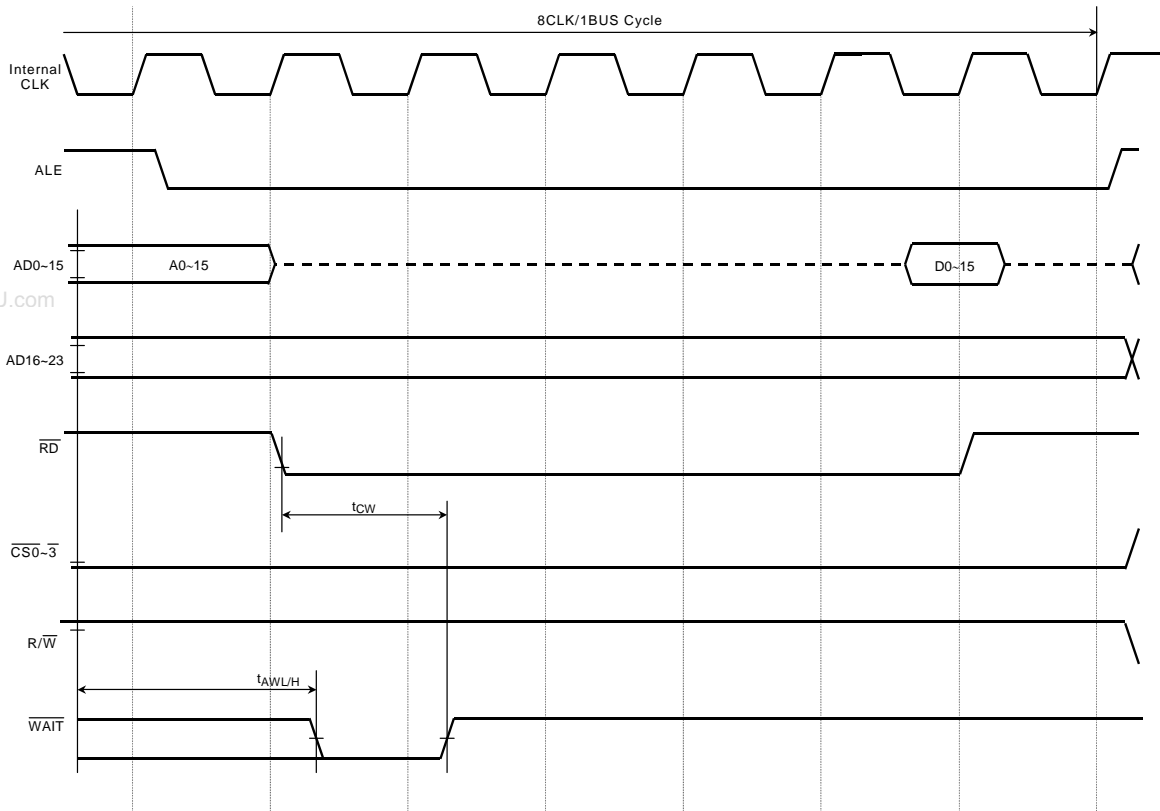 8CLK/1BUS Cycle
Internal
CLK
ALE
AD0~15
A0~15
D0~15
J.com
AD16~23
RD
tCW
CS0~3
R/W
tAWL/H
WAIT